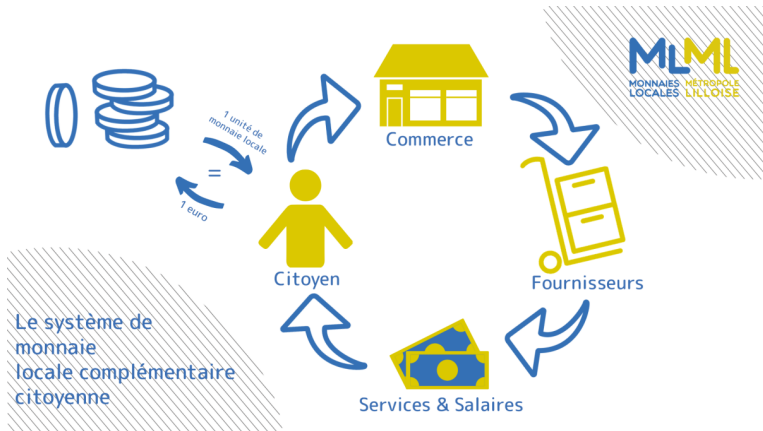 MLML
MONNAIES MÉTROPOLE
LOCALES LILLOISE
1 unité de
monnaie locale
=
1 euro
Commerce
Citoyen
Fournisseurs
Services & Salaires
Le système de
monnaie
locale complémentaire
citoyenne